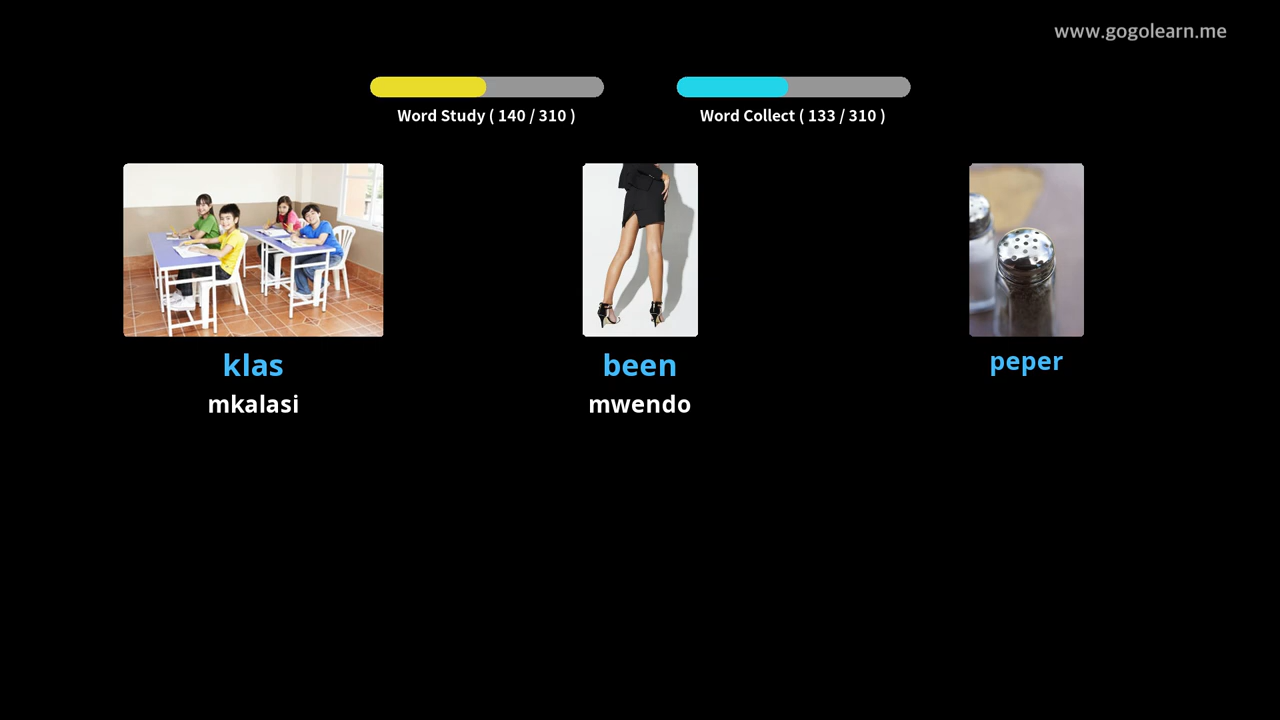 www.gogolearn.me
Word Study ( 140 / 310 )
Word Collect ( 133 / 310 )
klas
mkalasi
been
mwendo
peper